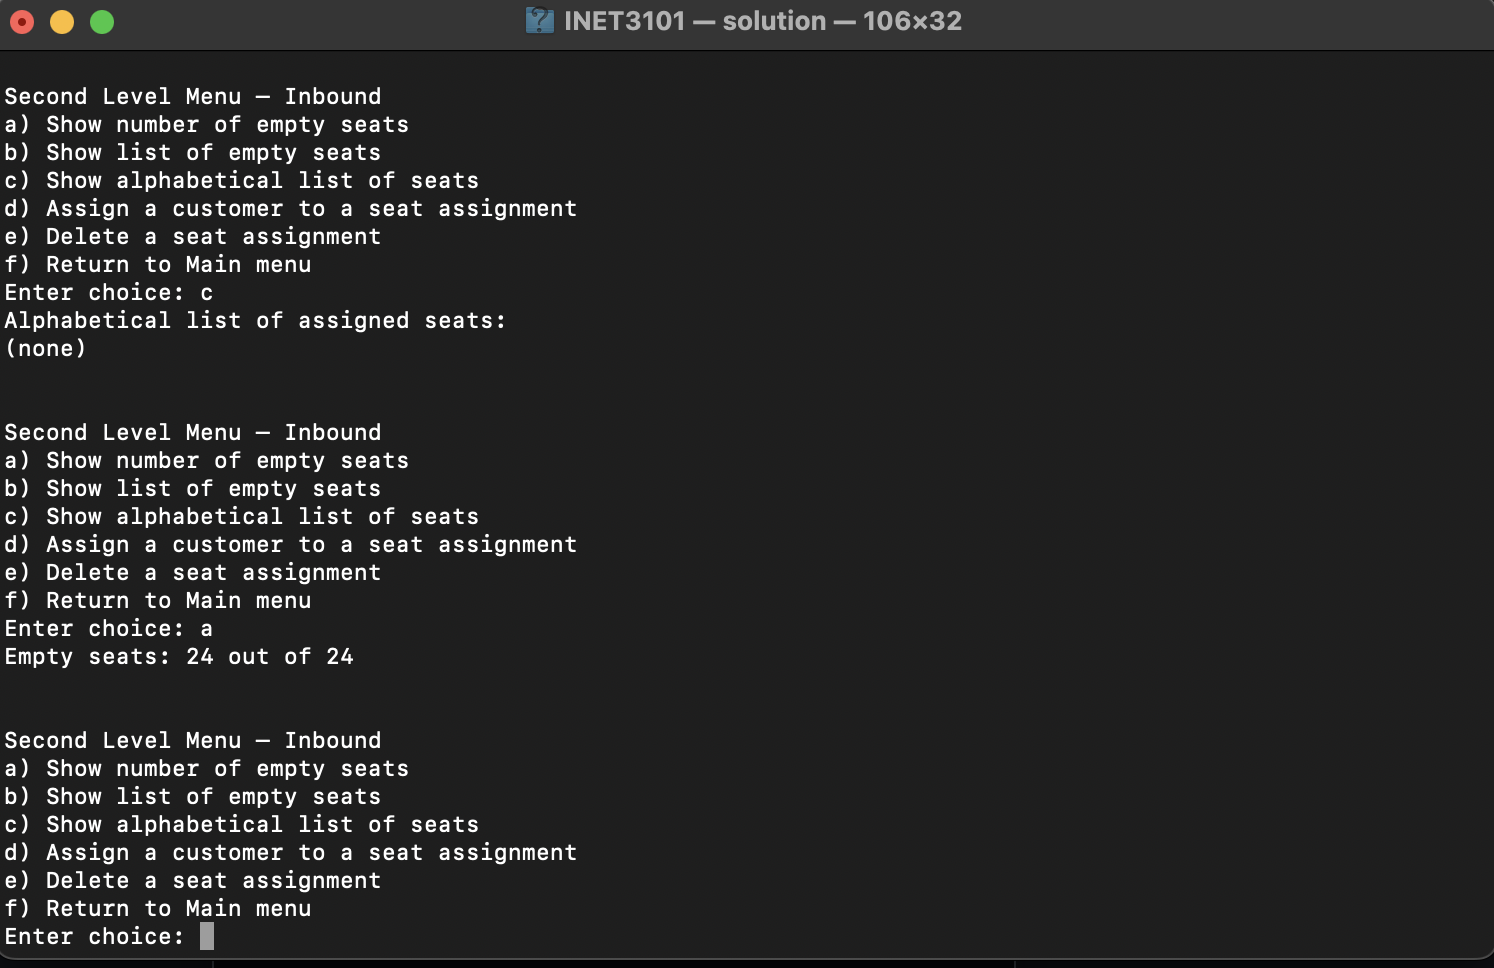 INET3101 — solution — 106×32
Second Level Menu — Inbound
a) Show number of empty seats
b) Show list of empty seats
c) Show alphabetical list of seats
d) Assign a customer to a seat assignment
e) Delete a seat assignment
f) Return to Main menu
Enter choice: c
Alphabetical list of assigned seats:
(none)
Second Level Menu — Inbound
a) Show number of empty seats
b) Show list of empty seats
c) Show alphabetical list of seats
d) Assign a customer to a seat assignment
e) Delete a seat assignment
f) Return to Main menu
Enter choice: a
Empty seats: 24 out of 24
Second Level Menu — Inbound
a) Show number of empty seats
b) Show list of empty seats
c) Show alphabetical list of seats
d) Assign a customer to a seat assignment
e) Delete a seat assignment
f) Return to Main menu
Enter choice: